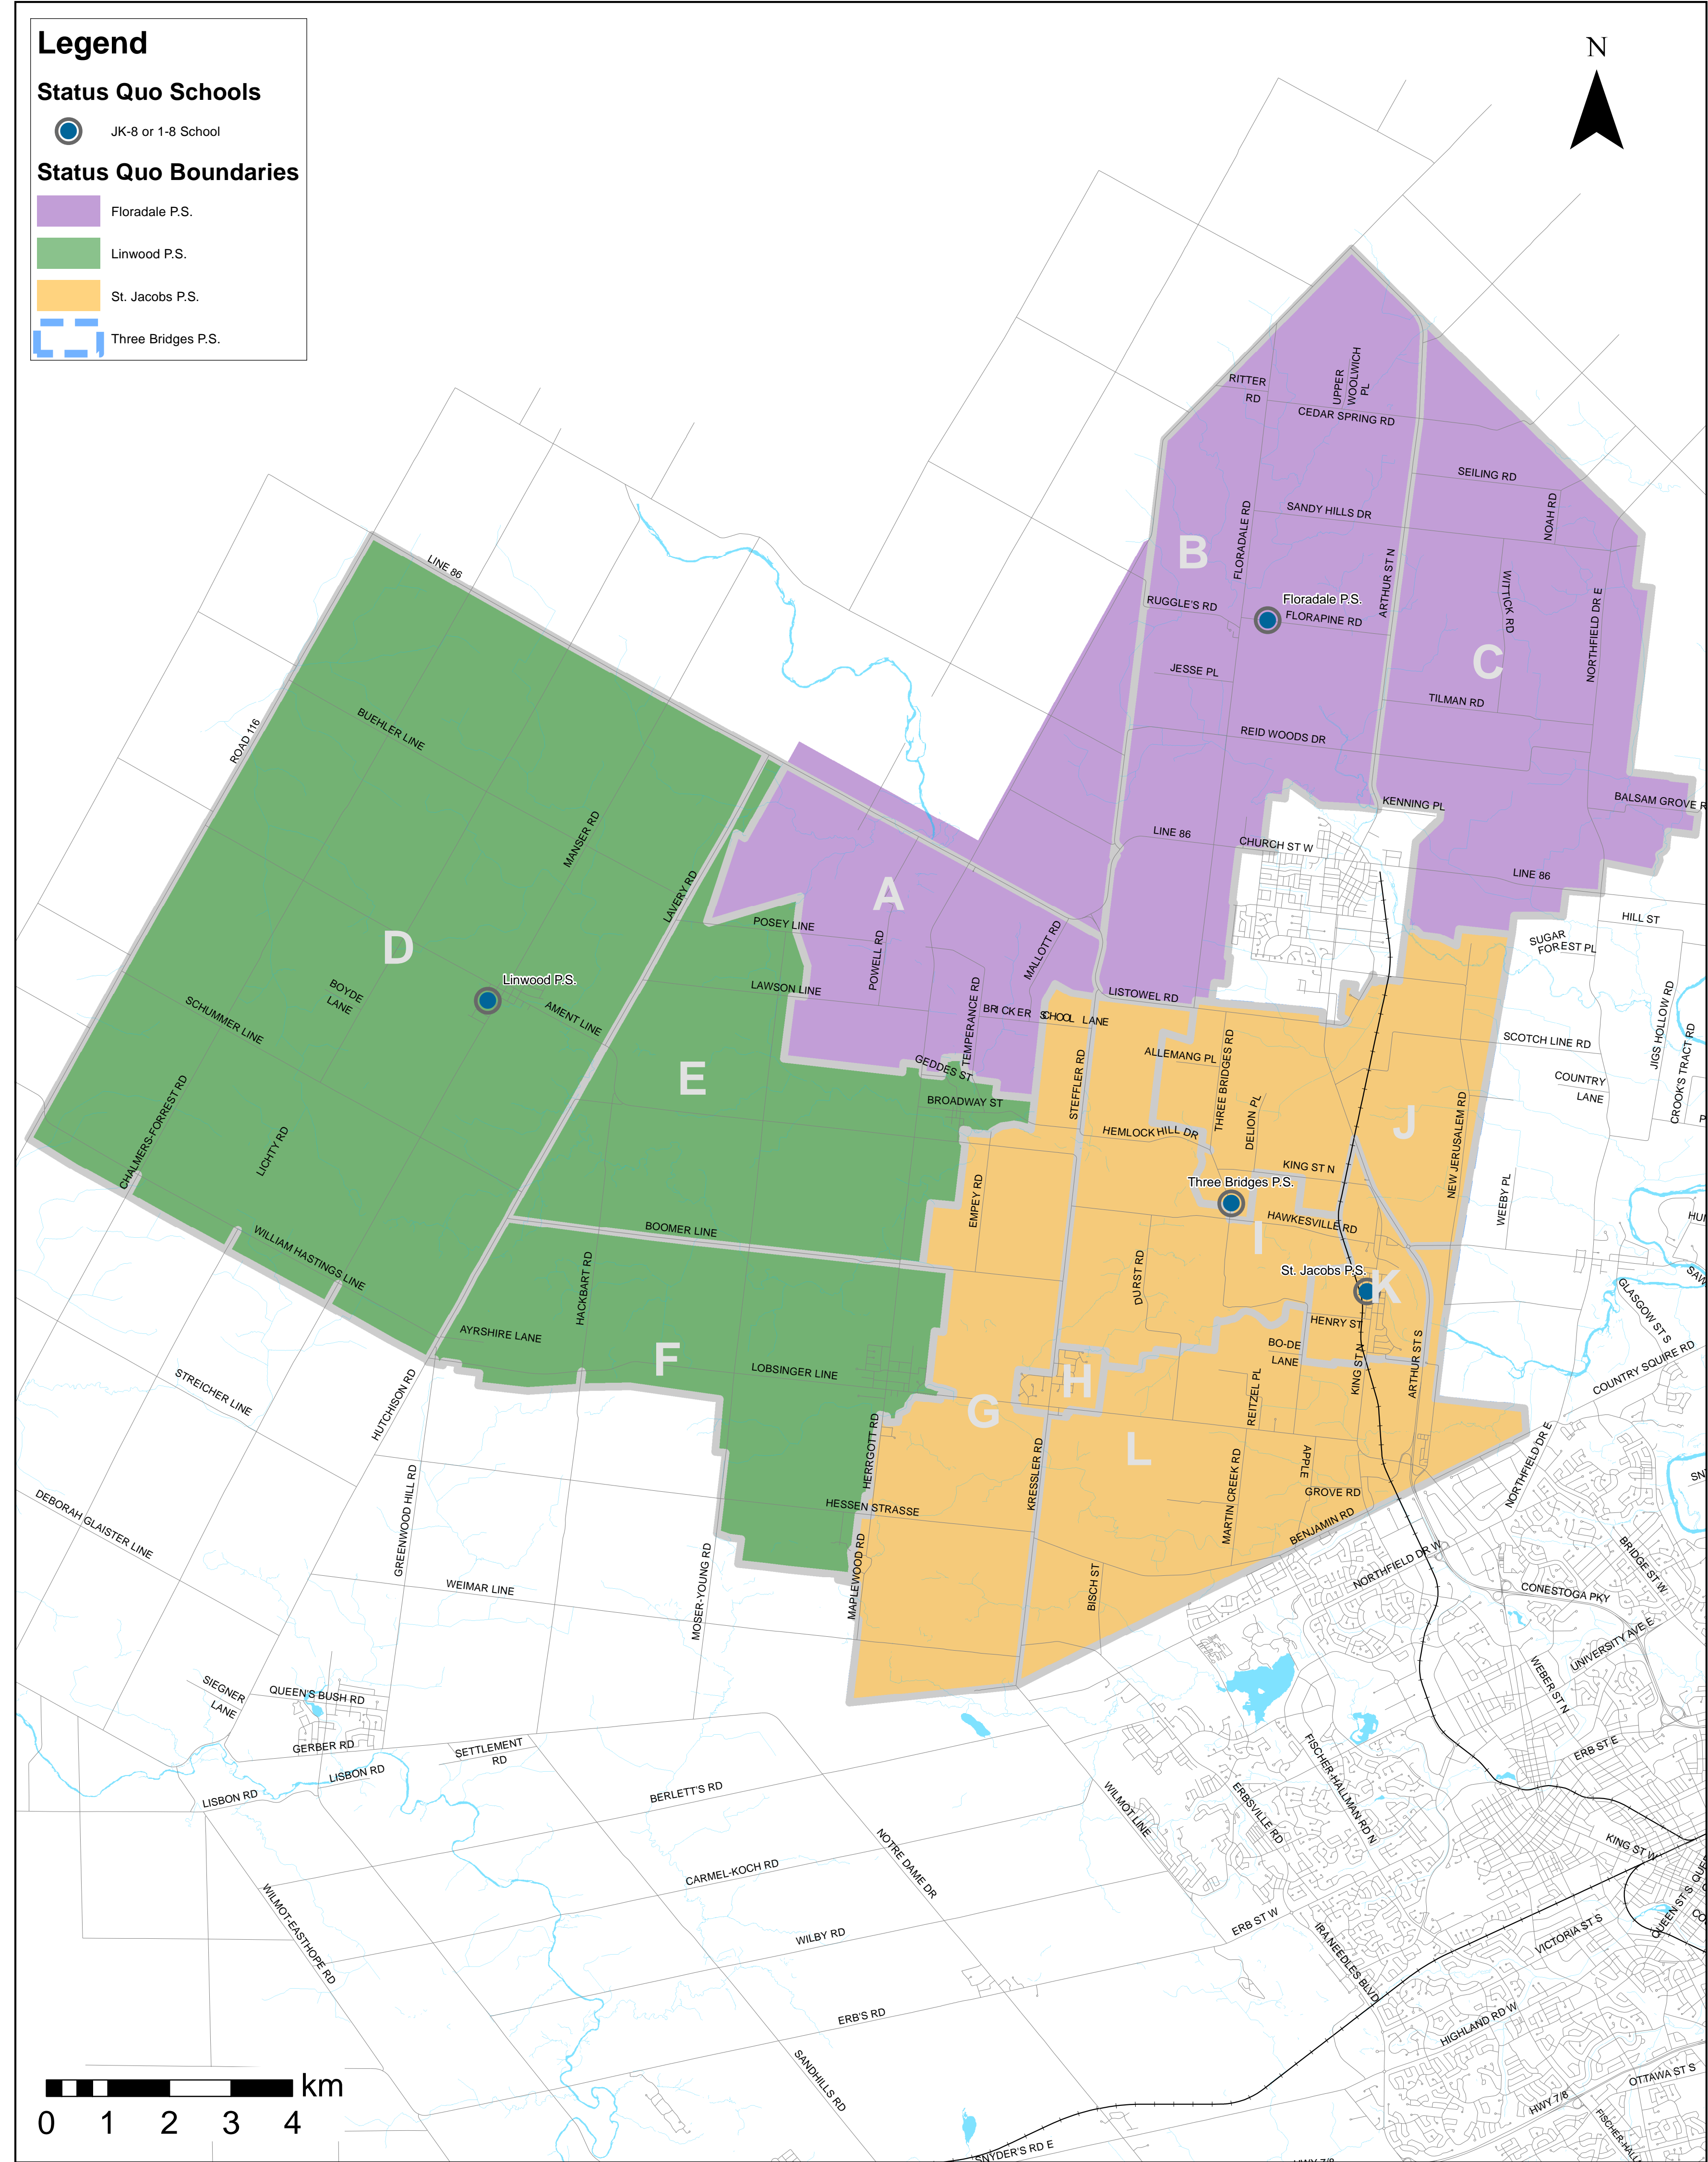 Legend
Status Quo Schools
JK-8 or 1-8 School
Status Quo Boundaries
Floradale P.S.
Linwood P.S.
St. Jacobs P.S.
Three Bridges P.S.
N
RITTER
RD
UPPER
WOOLWICH
PL
CEDAR SPRING RD
SEILING RD
NOAH RD
SANDY HILLS DR
FLORADALE RD
B
ARTHUR ST N
WITTICK RD
NORTHFIELD DR E
RUGGLE'S RD
Floradale P.S.
FLORAPINE RD
C
JESSE PL
TILMAN RD
REID WOODS DR
LINE 86
ROAD 116
BUEHLER LINE
MANSER RD
LAVERY RD
KENNING PL
BALSAM GROVE R
LINE 86
CHURCH ST W
LINE 86
A
POSEY LINE
POWELL RD
MALLOTT RD
HILL ST
SUGAR
FOREST PL
D
Linwood P.S.
BOYDE
LANE
AMENT LINE
SCHUMMER LINE
LAWSON LINE
TEMPERANCE RD
BRICKER SCHOOL LANE
LISTOWEL RD
JIGS HOLLOW RD
CROOK'S TRACT RD
SCOTCH LINE RD
COUNTRY
LANE
P
E
GEDDES ST
BROADWAY ST
STEFFLER RD
ALLEMANG PL
THREE BRIDGES RD
DELION PL
HEMLOCK HILL DR
J
NEW JERUSALEM RD
CHALMERS-FORREST RD
LICHTY RD
KING ST N
Three Bridges P.S.
HAWKESVILLE RD
I
WEEBY PL
EMPEY RD
WILLIAM HASTINGS LINE
BOOMER LINE
HACKBART RD
DURST RD
St. Jacobs P.S.
K
HENRY ST
GLASGOW ST S
HU
SAW
AYRSHIRE LANE
F
LOBSINGER LINE
H
G
BO-DE
LANE
KING ST N
ARTHUR ST S
COUNTRY SQUIRE RD
STREICHER LINE
HUTCHISON RD
HERRGOTT RD
KRESSLER RD
L
REITZEL PL
MARTIN CREEK RD
APPLE
GROVE RD
NORTHFIELD DR E
SN
DEBORAH GLAISTER LINE
GREENWOOD HILL RD
HESSEN STRASSE
BENJAMIN RD
NORTHFIELD DR W
BRIDGE ST W
WEIMAR LINE
MOSER-YOUNG RD
MAPLEWOOD RD
BISCH ST
CONESTOGA PKY
UNIVERSITY AVE E
WEBER ST N
SIEGNER
LANE
QUEEN'S BUSH RD
GERBER RD
SETTLEMENT
RD
LISBON RD
LISBON RD
BERLETT'S RD
WILMOT LINE
ERBSVILLE RD
FISCHER-HALLMAN RD N
ERB ST E
KING ST W
NOTRE DAME DR
CARMEL-KOCH RD
WILMOT-EASTHOPE RD
WILBY RD
ERB ST W
IRA NEEDLES BLVD
VICTORIA ST S
QUEEN ST S
QUE
CO
ERB'S RD
HIGHLAND RD W
SANDHILLS RD
OTTAWA ST S
HWY 7/8
FISCHER-HALL
SNYDER'S RD E
HWY 7/8
km
0 1 2 3 4